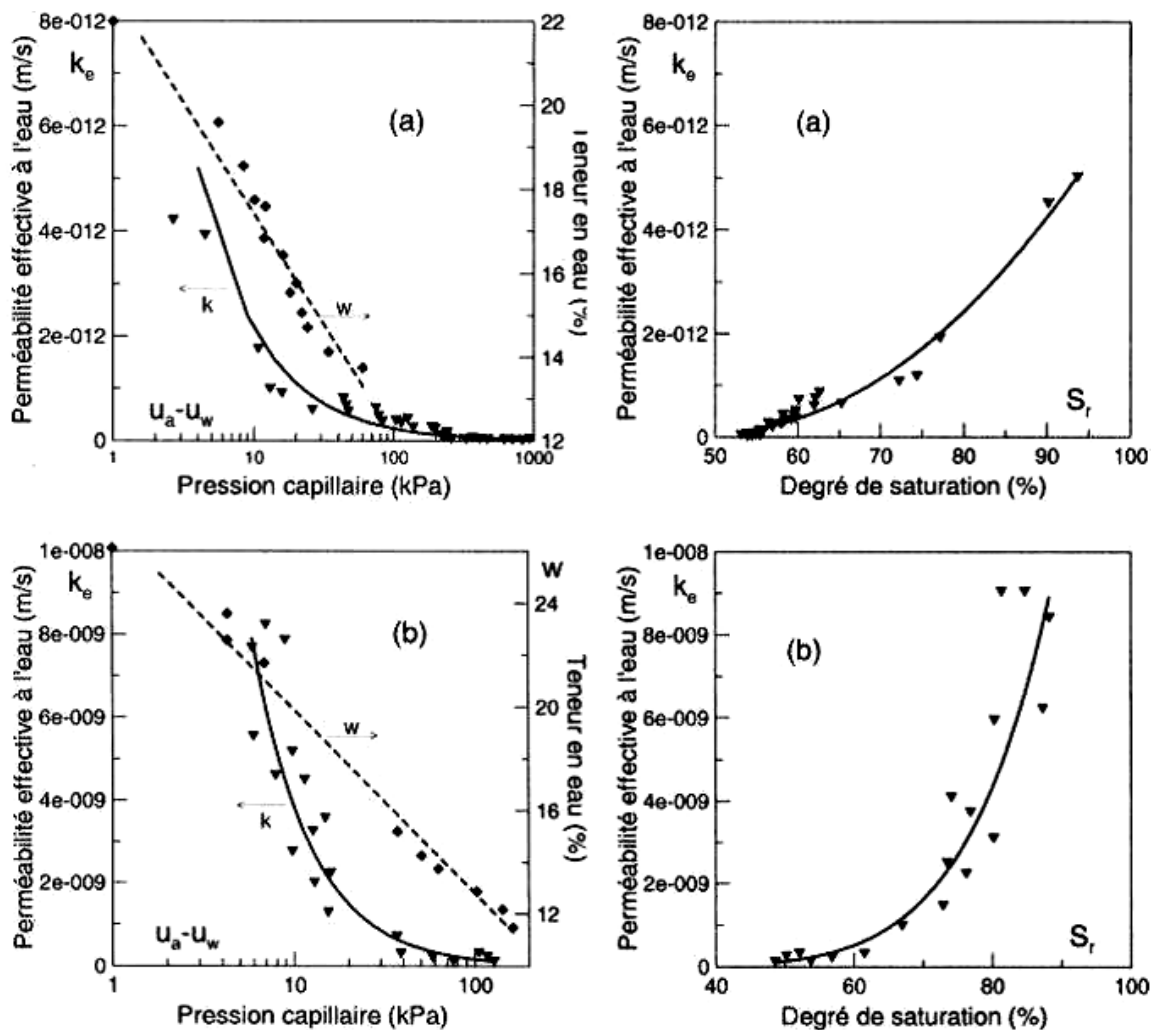 8e-012
6e-012
4e-012
2e-012
0
Perméabilité effective à l'eau (m/s)
k_e
(a)
k
w
u_a-u_w
22
20
18
16
14
12
Teneur en eau (%)
1
10
100
1000
Pression capillaire (kPa)
8e-012
6e-012
4e-012
2e-012
0
Perméabilité effective à l'eau (m/s)
k_e
(a)
S_r
50
60
70
80
90
100
Degré de saturation (%)
1e-008
8e-009
6e-009
4e-009
2e-009
0
Perméabilité effective à l'eau (m/s)
k_e
(b)
k
w
u_a-u_w
W
24
20
16
12
Teneur en eau (%)
1
10
100
Pression capillaire (kPa)
1e-008
8e-009
6e-009
4e-009
2e-009
0
Perméabilité effective à l'eau (m/s)
k_e
(b)
S_r
40
60
80
100
Degré de saturation (%)